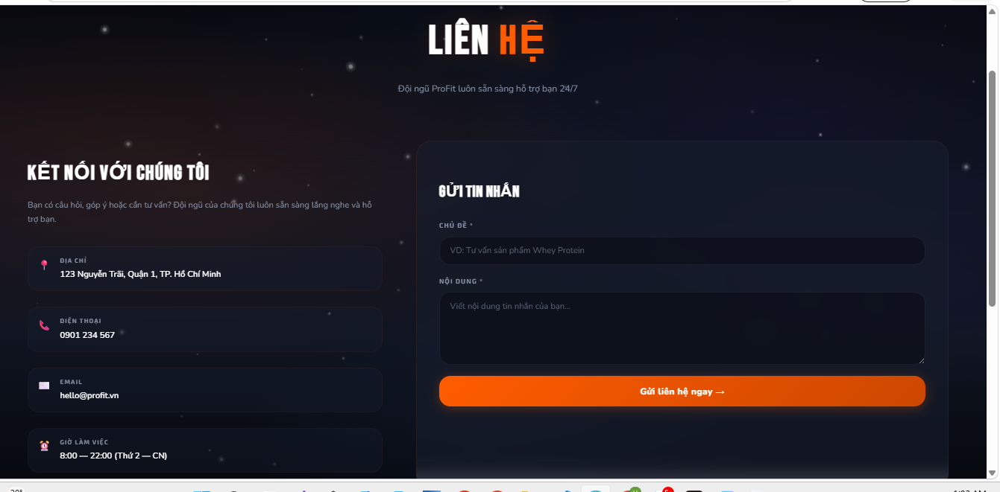 LIÊN HỆ
Đội ngũ ProFit luôn sẵn sàng hỗ trợ bạn 24/7
KẾT NỐI VỚI CHÚNG TÔI
Bạn có câu hỏi, góp ý hoặc cần tư vấn? Đội ngũ của chúng tôi luôn sẵn sàng lắng nghe và hỗ
trợ bạn.
ĐỊA CHỈ
123 Nguyễn Trãi, Quận 1, TP. Hồ Chí Minh
ĐIỆN THOẠI
0901 234 567
EMAIL
hello@profit.vn
GIỜ LÀM VIỆC
8:00 — 22:00 (Thứ 2 — CN)
GỬI TIN NHẮN
CHỦ ĐỀ *
VD: Tư vấn sản phẩm Whey Protein
NỘI DUNG *
Viết nội dung tin nhắn của bạn...
Gửi liên hệ ngay →